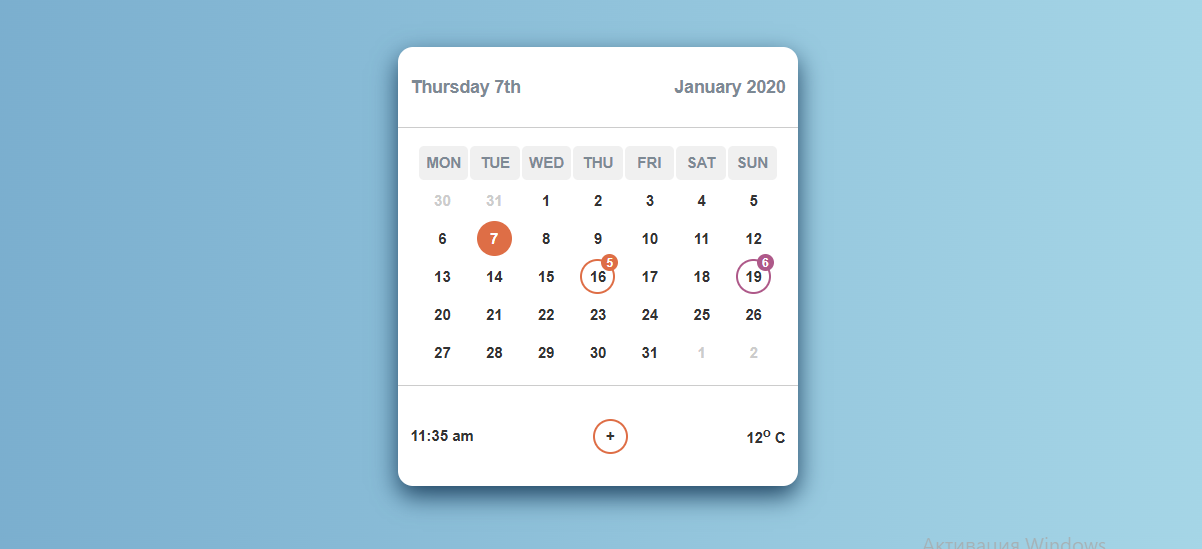 Thursday 7th January 2020
MON TUE WED THU FRI SAT SUN
30 31 1 2 3 4 5
6 7 8 9 10 11 12
5 6
13 14 15 16 17 18 19
20 21 22 23 24 25 26
27 28 29 30 31 1 2
11:35 am + 12º C
Активация Windows